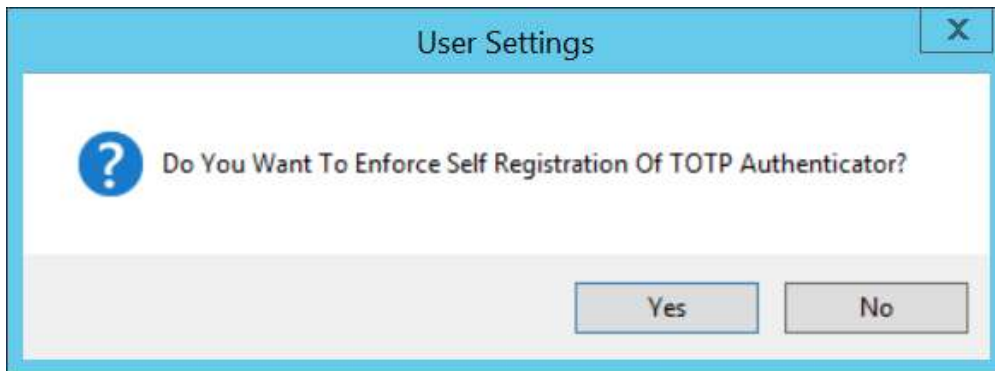 User Settings
X
?
Do You Want To Enforce Self Registration Of TOTP Authenticator?
Yes
No